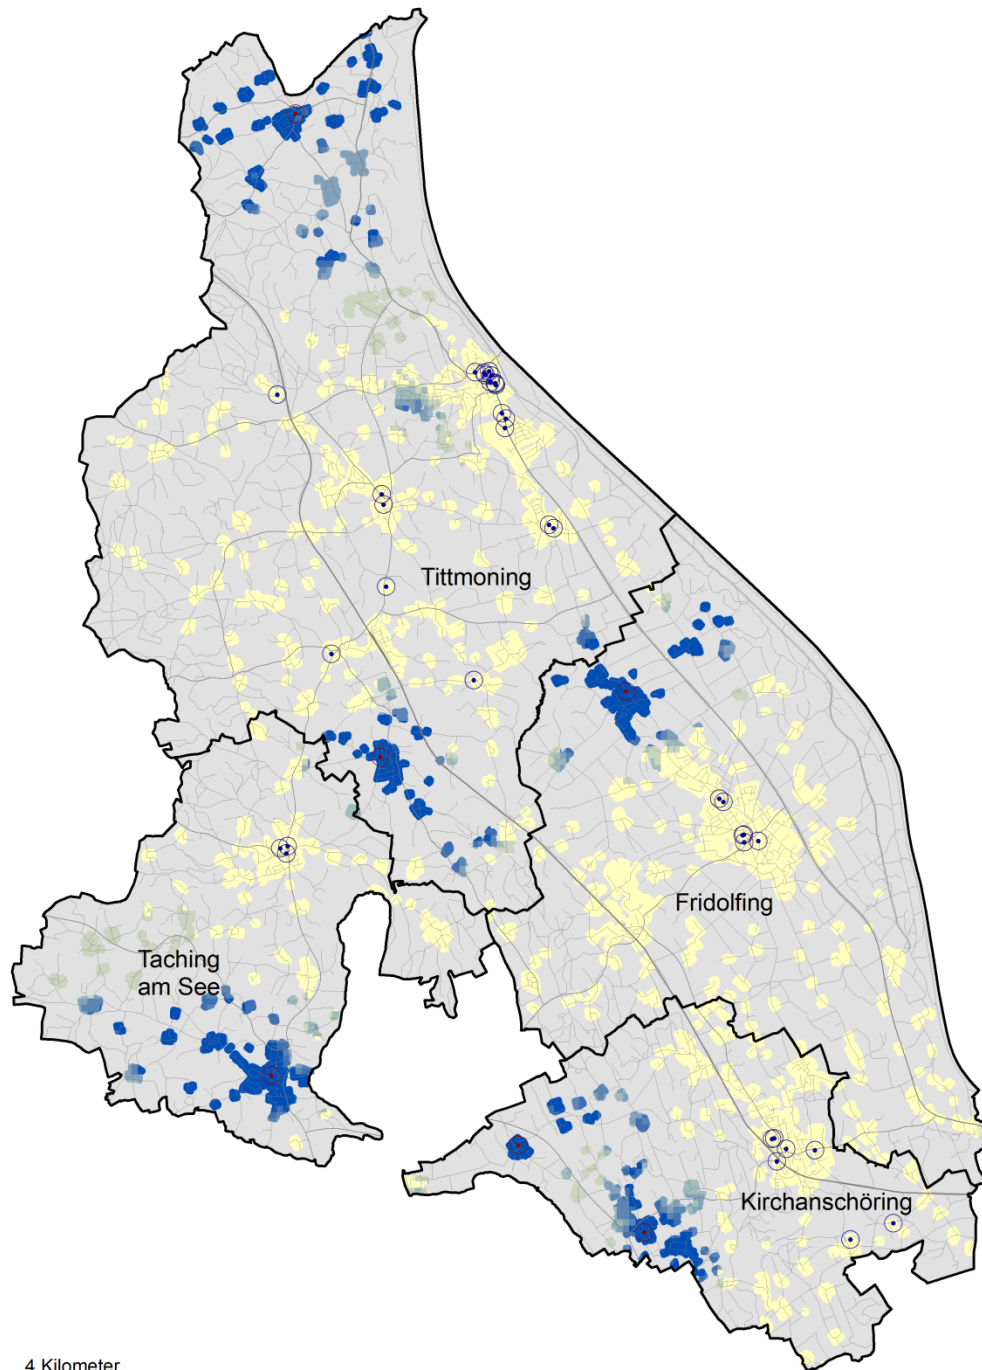 Tittmoning
Fridolfing
Taching
am See
Kirchanschöring
4 Kilometer